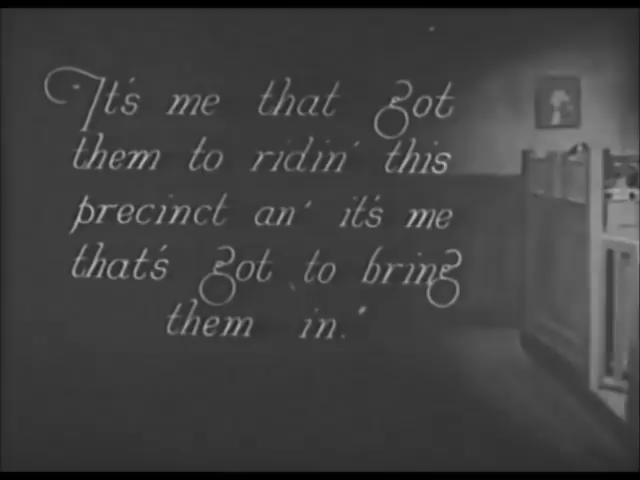 "It's me that got
them to ridin' this
precinct an' it's me
that's got to bring
them in."